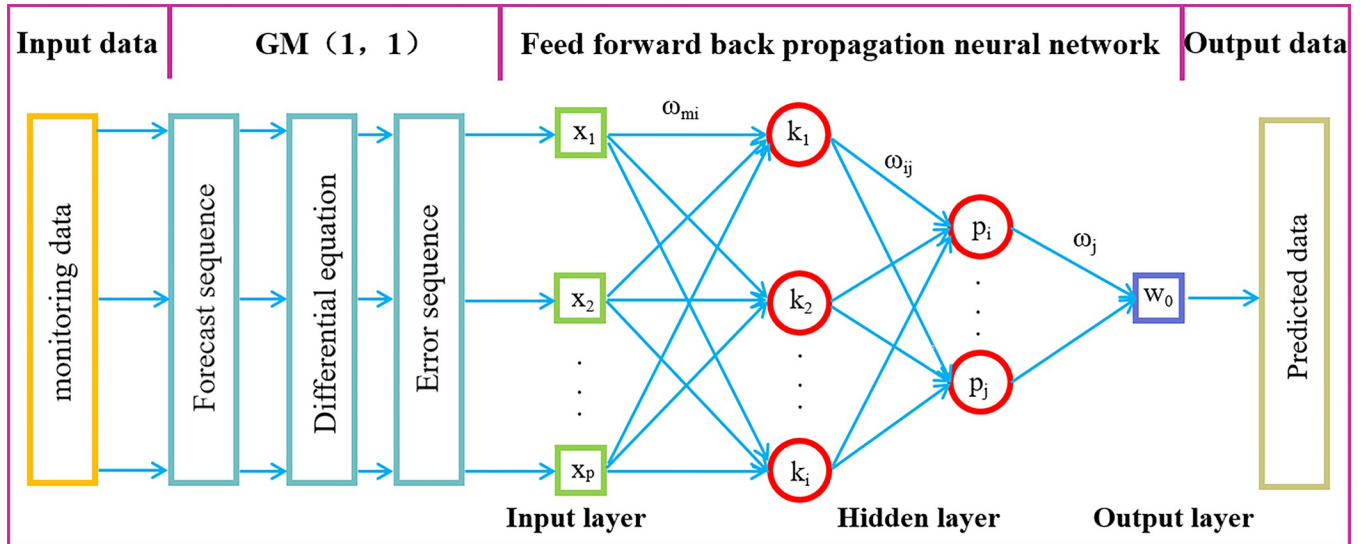 Input data
GM（1，1）
Feed forward back propagation neural network
Output data
monitoring data
Forecast sequence
Differential equation
Error sequence
x₁
x₂
xₚ
ωₘᵢ
k₁
k₂
kᵢ
ωᵢⱼ
pᵢ
pⱼ
ωⱼ
w₀
Predicted data
Input layer
Hidden layer
Output layer